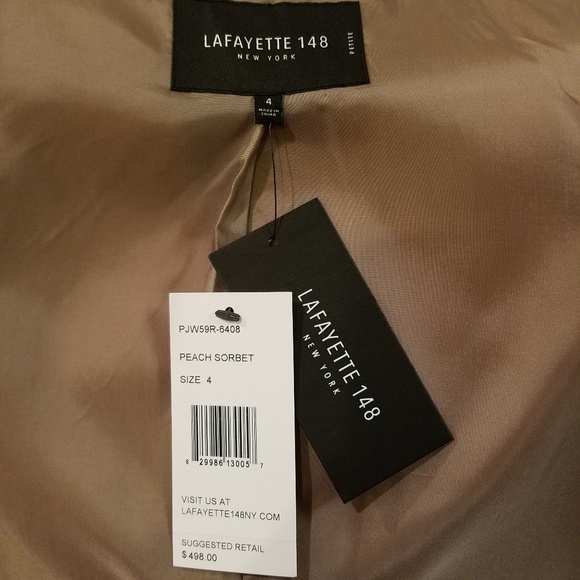 LAFAYETTE 148
NEW YORK
PETITE
4
MADE IN
CHINA
PJW59R-6408
PEACH SORBET
SIZE 4
8 29986 13005 7
VISIT US AT
LAFAYETTE148NY.COM
SUGGESTED RETAIL
$498.00
LAFAYETTE 148
NEW YORK